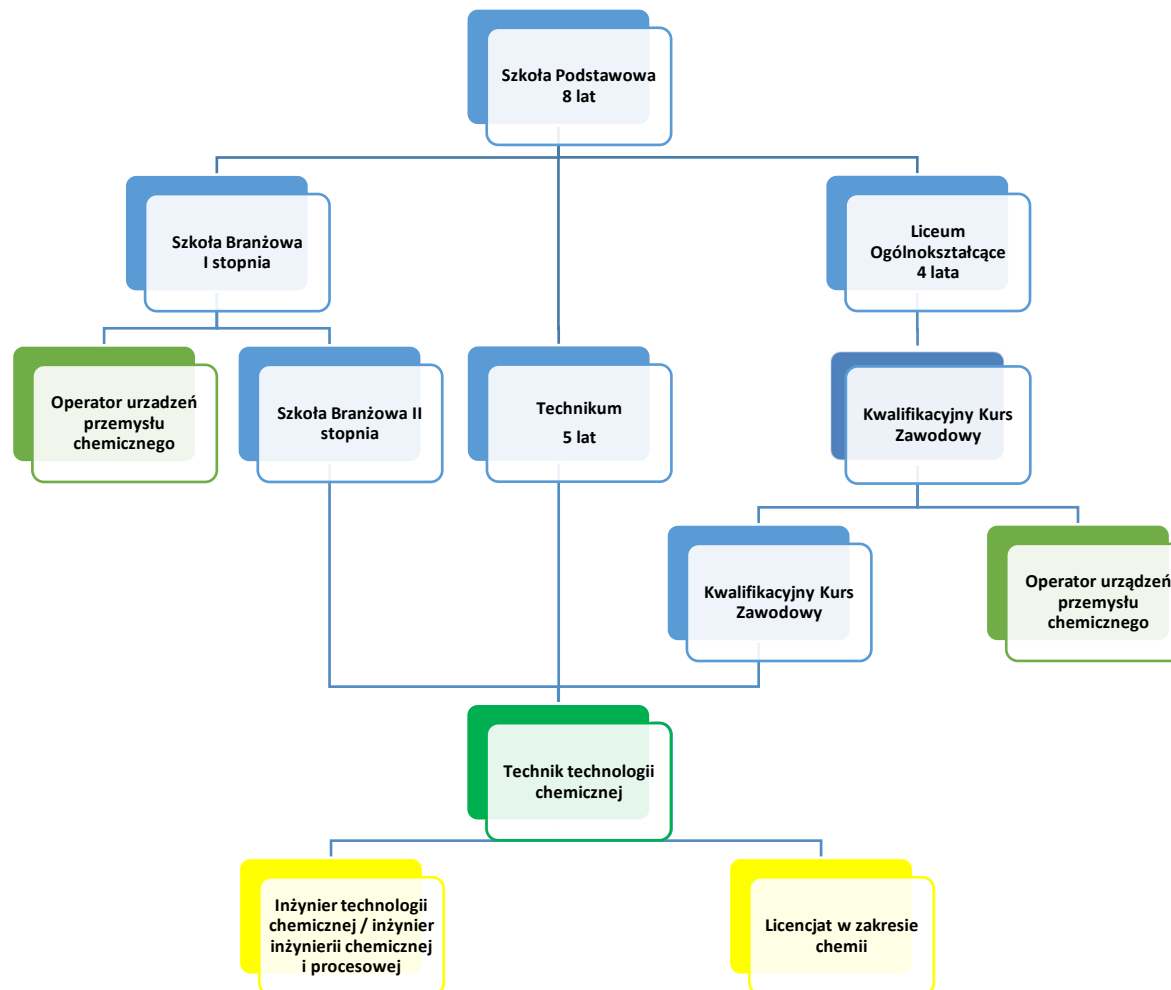 Szkoła Podstawowa
8 lat
Szkoła Branżowa
I stopnia
Liceum
Ogólnokształcące
4 lata
Operator urzadzeń
przemysłu
chemicznego
Szkoła Branżowa II
stopnia
Technikum
5 lat
Kwalifikacyjny Kurs
Zawodowy
Kwalifikacyjny Kurs
Zawodowy
Operator urządzeń
przemysłu
chemicznego
Technik technologii
chemicznej
Inżynier technologii
chemicznej / inżynier
inżynierii chemicznej
i procesowej
Licencjat w zakresie
chemii